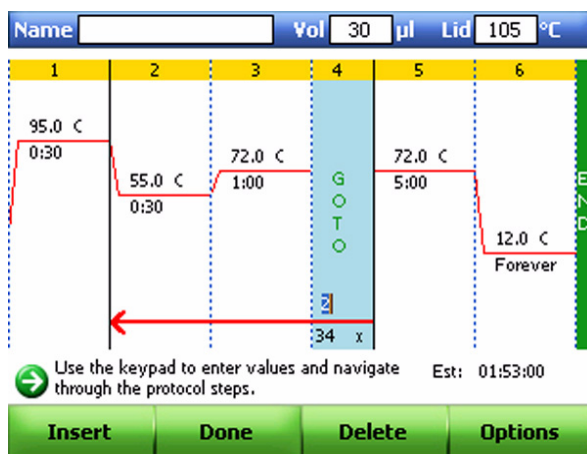 Name Vol 30 µl Lid 105 °C
1 2 3 4 5 6
95.0 C
0:30
55.0 C
0:30
72.0 C
1:00
GOTO
2
34 x
72.0 C
5:00
12.0 C
Forever
END
Use the keypad to enter values and navigate
through the protocol steps.
Est: 01:53:00
Insert Done Delete Options